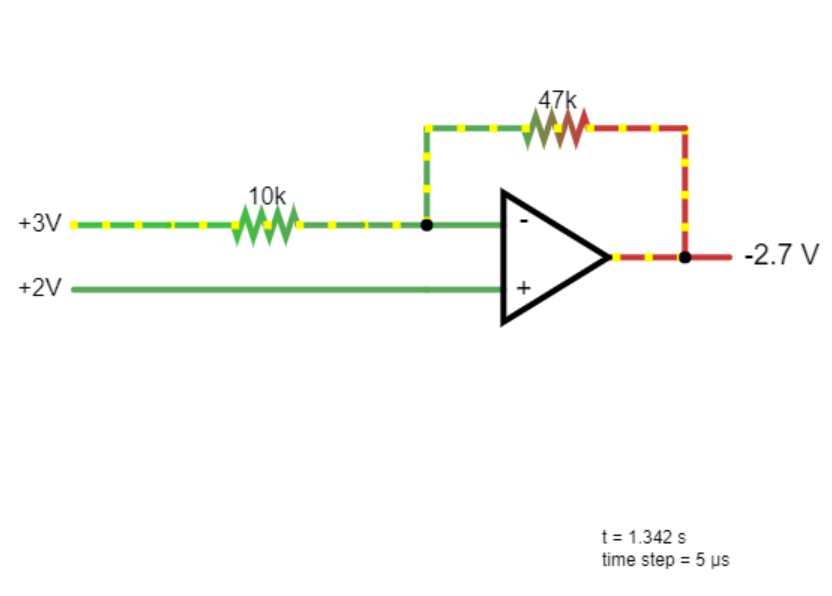 47k
10k
+3V
-
-2.7 V
+2V
+
t = 1.342 s
time step = 5 μs